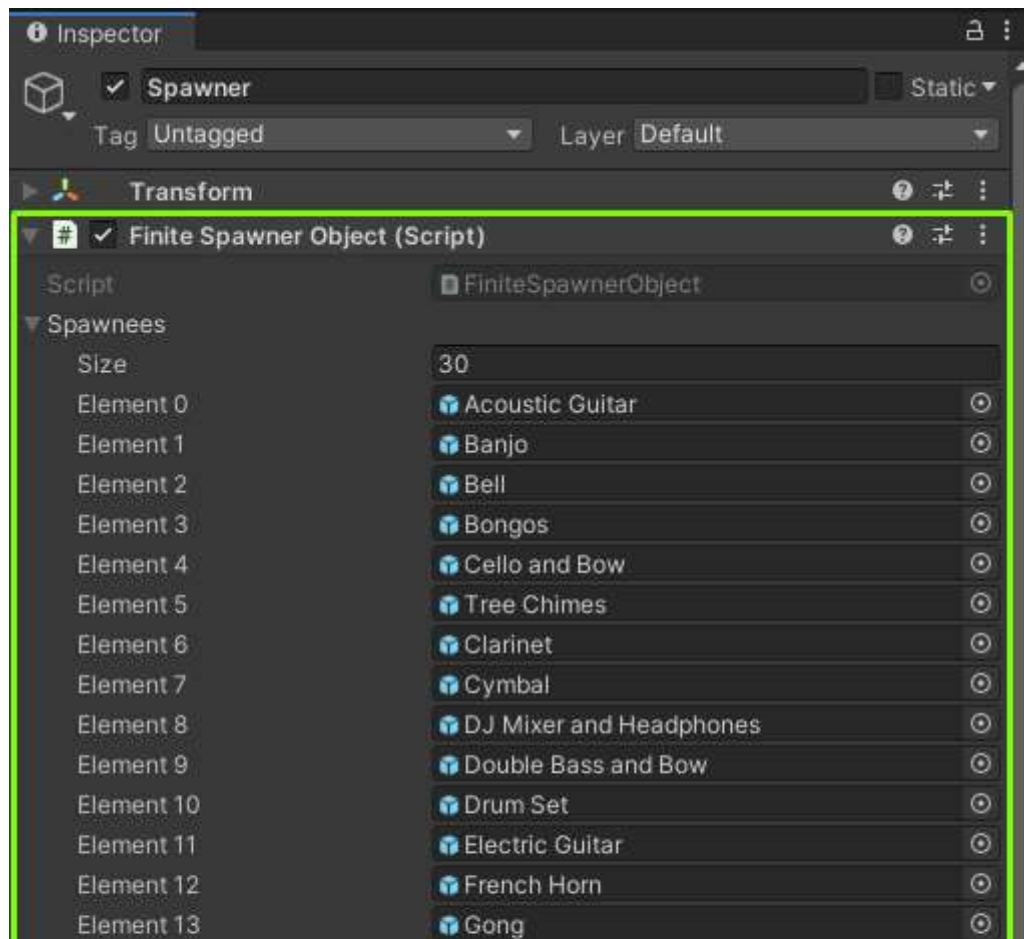 Inspector
Spawner Static
Tag Untagged Layer Default
Transform
# Finite Spawner Object (Script)
Script FiniteSpawnerObject
Spawnees
Size 30
Element 0 Acoustic Guitar
Element 1 Banjo
Element 2 Bell
Element 3 Bongos
Element 4 Cello and Bow
Element 5 Tree Chimes
Element 6 Clarinet
Element 7 Cymbal
Element 8 DJ Mixer and Headphones
Element 9 Double Bass and Bow
Element 10 Drum Set
Element 11 Electric Guitar
Element 12 French Horn
Element 13 Gong